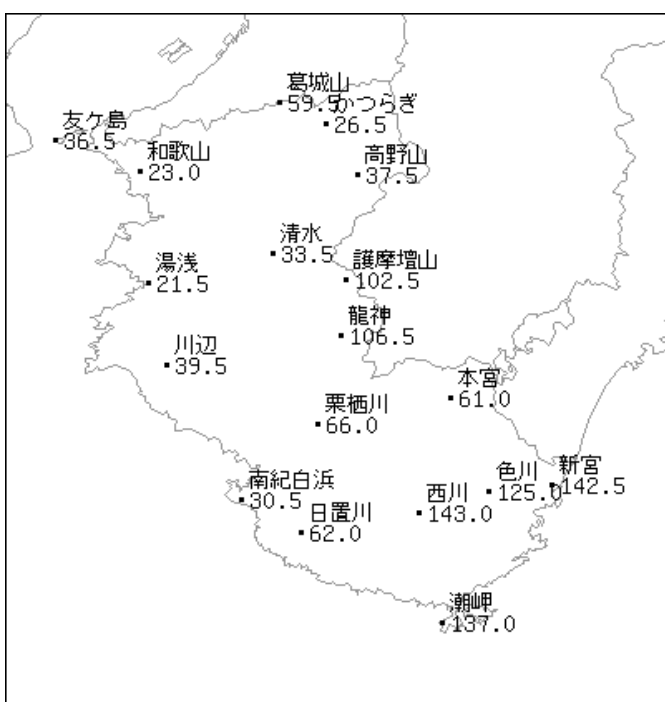 葛城山
59.5
かつらぎ
26.5
友ケ島
36.5
和歌山
23.0
高野山
37.5
清水
33.5
湯浅
21.5
護摩壇山
102.5
龍神
106.5
川辺
39.5
本宮
61.0
栗栖川
66.0
南紀白浜
30.5
日置川
62.0
西川
143.0
色川
125.0
新宮
142.5
潮岬
137.0